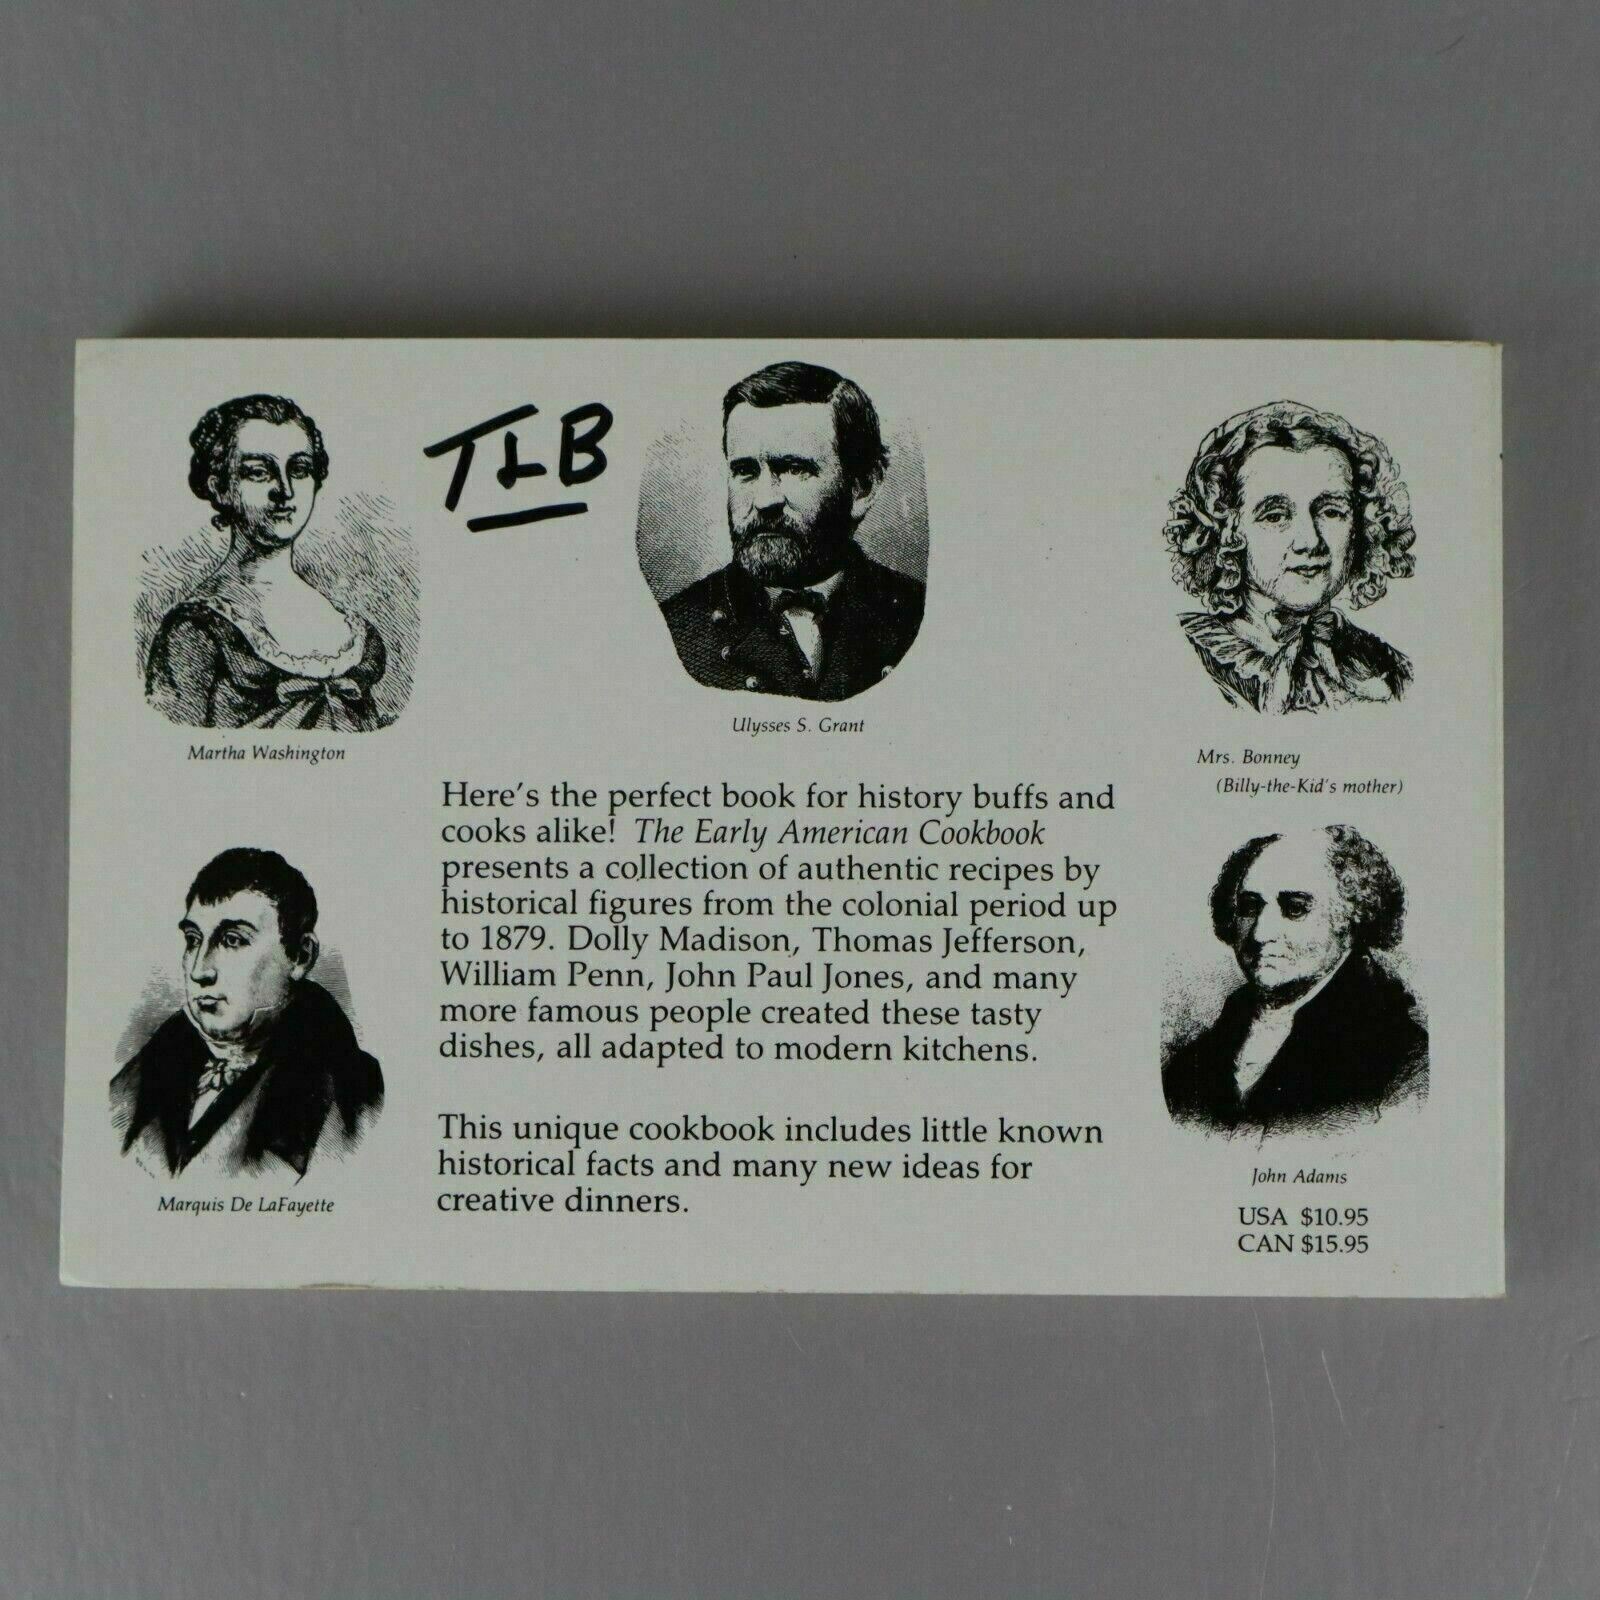 TLB
Martha Washington
Ulysses S. Grant
Mrs. Bonney
(Billy-the-Kid's mother)
Here's the perfect book for history buffs and
cooks alike! The Early American Cookbook
presents a collection of authentic recipes by
historical figures from the colonial period up
to 1879. Dolly Madison, Thomas Jefferson,
William Penn, John Paul Jones, and many
more famous people created these tasty
dishes, all adapted to modern kitchens.
This unique cookbook includes little known
historical facts and many new ideas for
creative dinners.
Marquis De LaFayette
John Adams
USA $10.95
CAN $15.95